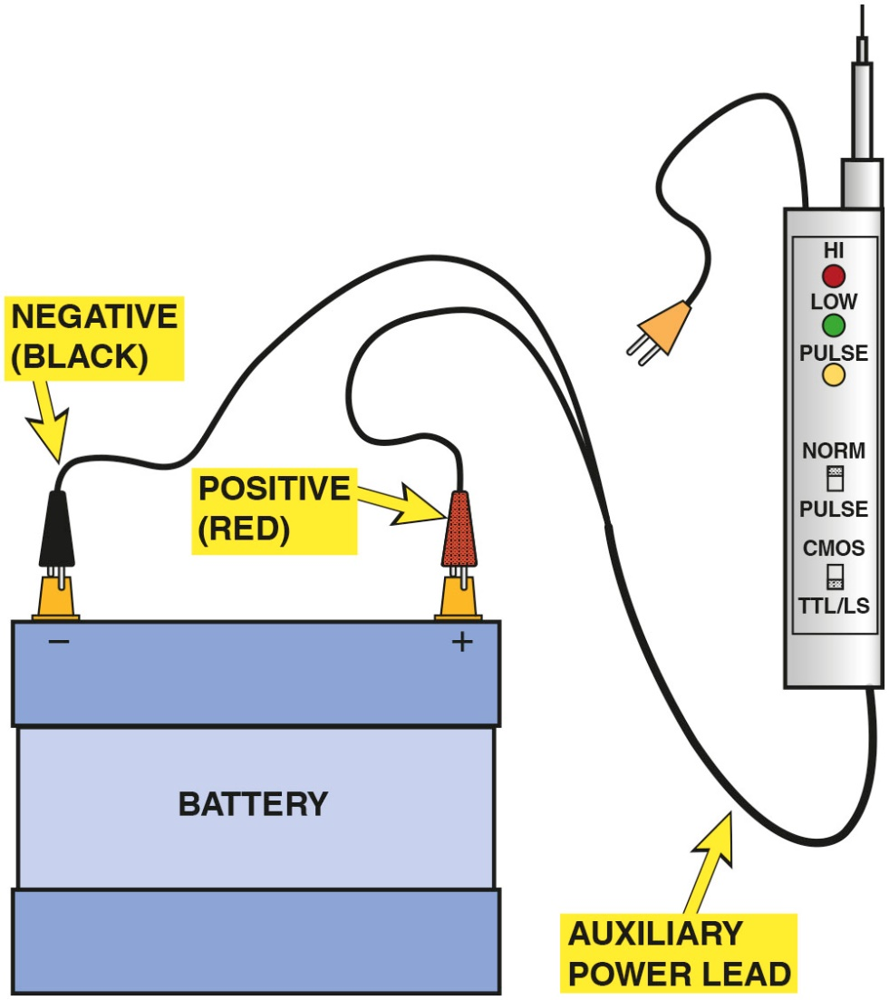 NEGATIVE
(BLACK)
POSITIVE
(RED)
−
+
BATTERY
AUXILIARY
POWER LEAD
HI
LOW
PULSE
NORM
PULSE
CMOS
TTL/LS